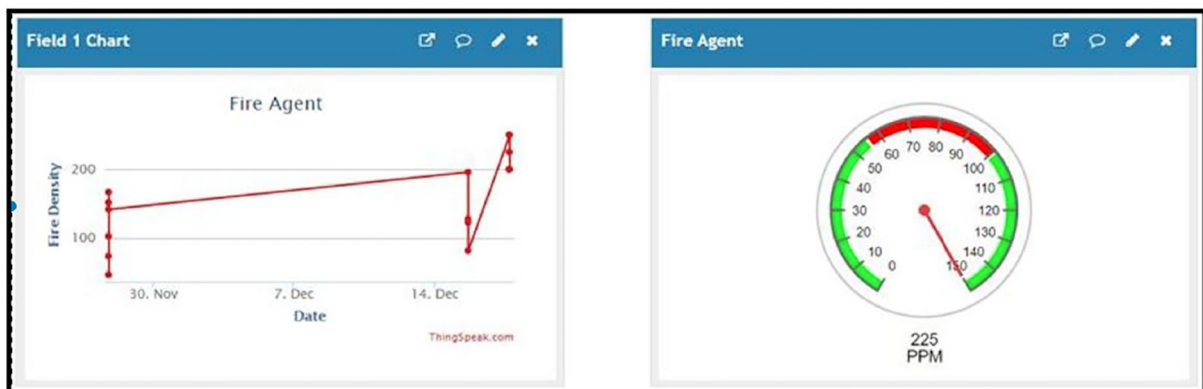 Field 1 Chart
Fire Agent
Fire Density
200
100
30. Nov
7. Dec
14. Dec
Date
ThingSpeak.com
Fire Agent
0
10
20
30
40
50
60
70
80
90
100
110
120
130
140
150
225
PPM